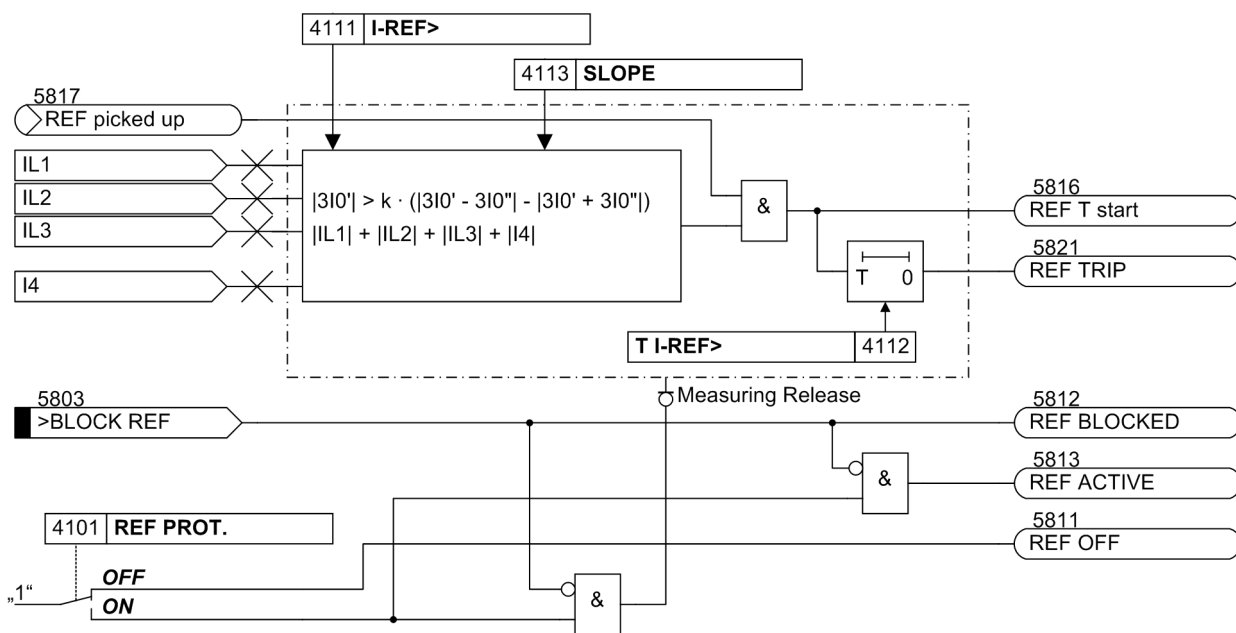 4111 I-REF>
4113 SLOPE
5817
REF picked up
IL1
IL2
IL3
I4
|3I0'| > k · (|3I0' - 3I0"| - |3I0' + 3I0"|)
|IL1| + |IL2| + |IL3| + |I4|
&
5816
REF T start
T 0
5821
REF TRIP
T I-REF> 4112
Measuring Release
5803
>BLOCK REF
5812
REF BLOCKED
&
5813
REF ACTIVE
4101 REF PROT.
5811
REF OFF
„1“
OFF
ON
&